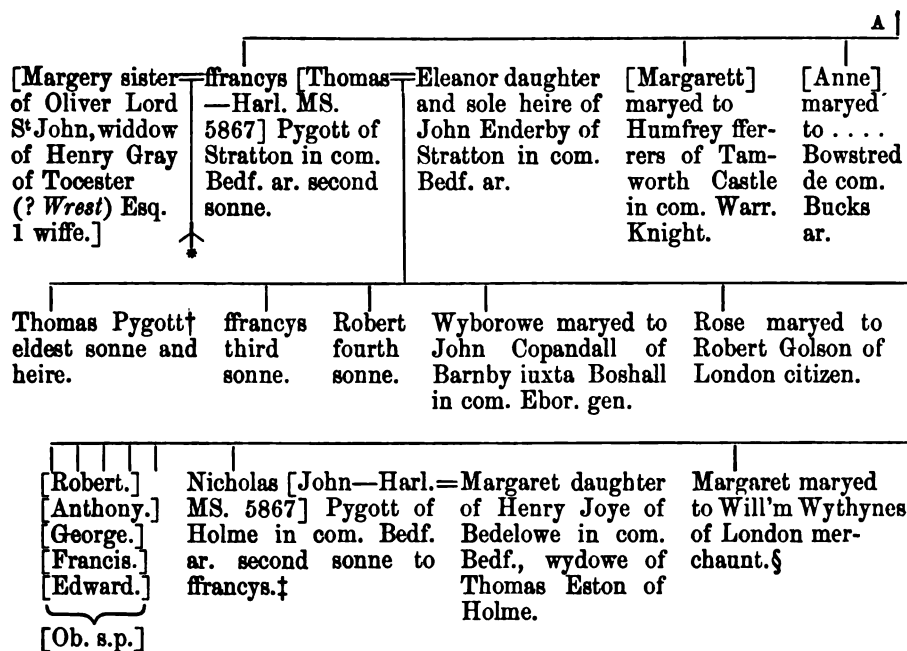 A
[Margery sister
of Oliver Lord
St John, widdow
of Henry Gray
of Tocester
(? Wrest) Esq.
1 wiffe.]
*
ffrancys [Thomas
—Harl. MS.
5867] Pygott of
Stratton in com.
Bedf. ar. second
sonne.
Eleanor daughter
and sole heire of
John Enderby of
Stratton in com.
Bedf. ar.
[Margarett]
maryed to
Humfrey ffer-
rers of Tam-
worth Castle
in com. Warr.
Knight.
[Anne]
maryed
to . . . .
Bowstred
de com.
Bucks
ar.
Thomas Pygott†
eldest sonne and
heire.
ffrancys
third
sonne.
Robert
fourth
sonne.
Wyborowe maryed to
John Copandall of
Barnby iuxta Boshall
in com. Ebor. gen.
Rose maryed to
Robert Golson of
London citizen.
[Robert.]
[Anthony.]
[George.]
[Francis.]
[Edward.]
[Ob. s.p.]
Nicholas [John—Harl.
MS. 5867] Pygott of
Holme in com. Bedf.
ar. second sonne to
ffrancys.‡
=Margaret daughter
of Henry Joye of
Bedelowe in com.
Bedf., wydowe of
Thomas Eston of
Holme.
Margaret maryed
to Will'm Wythynes
of London mer-
chaunt.§